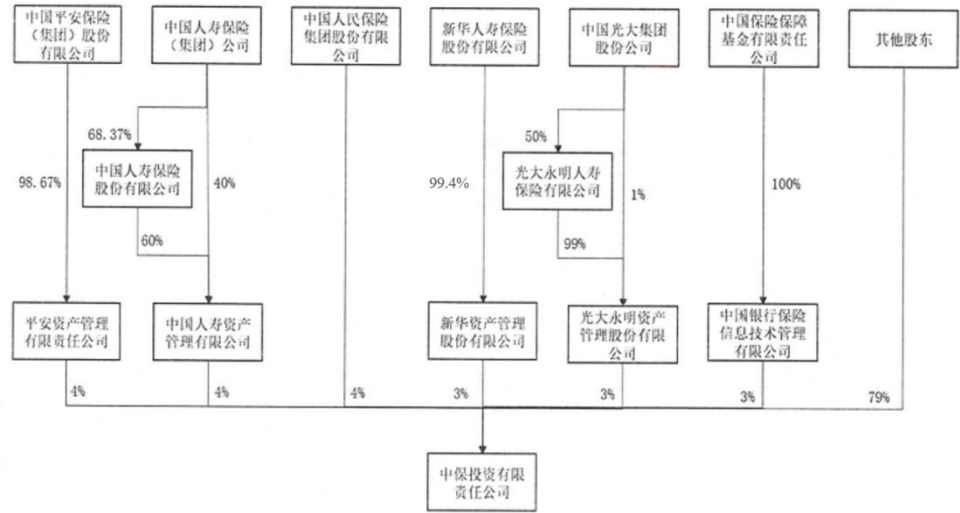 中国平安保险
（集团）股份
有限公司
中国人寿保险
（集团）公司
中国人民保险
集团股份有限
公司
新华人寿保险
股份有限公司
中国光大集团
股份公司
中国保险保障
基金有限责任
公司
其他股东
68.37%
50%
中国人寿保险
股份有限公司
光大永明人寿
保险有限公司
98.67%
40%
99.4%
1%
100%
60%
99%
平安资产管理
有限责任公司
中国人寿资产
管理有限公司
新华资产管理
股份有限公司
光大永明资产
管理股份有限
公司
中国银行保险
信息技术管理
有限公司
4%
4%
4%
3%
3%
3%
79%
中保投资有限
责任公司